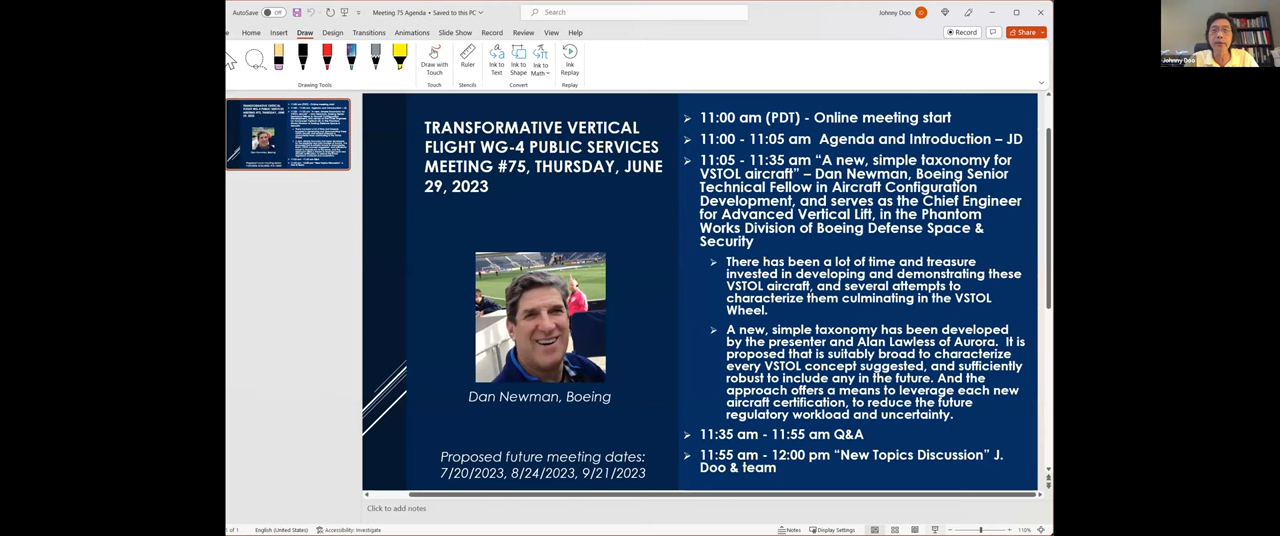 AutoSave
Off
Meeting 75 Agenda • Saved to this PC
Search
Johnny Doo
JD
Home Insert Draw Design Transitions Animations Slide Show Record Review View Help
Record
Share
Draw with
Touch
Ruler
Ink to
Text
Ink to
Shape
Ink to
Math
Ink
Replay
Drawing Tools
Touch
Stencils
Convert
Replay
TRANSFORMATIVE VERTICAL
FLIGHT WG-4 PUBLIC SERVICES
MEETING #75, THURSDAY, JUNE
29, 2023
Dan Newman, Boeing
Proposed future meeting dates:
7/20/2023, 8/24/2023, 9/21/2023
11:00 am (PDT) - Online meeting start
11:00 - 11:05 am Agenda and Introduction – JD
11:05 - 11:35 am “A new, simple taxonomy for
VSTOL aircraft” – Dan Newman, Boeing Senior
Technical Fellow in Aircraft Configuration
Development, and serves as the Chief Engineer
for Advanced Vertical Lift, in the Phantom
Works Division of Boeing Defense Space &
Security
There has been a lot of time and treasure
invested in developing and demonstrating these
VSTOL aircraft, and several attempts to
characterize them culminating in the VSTOL
Wheel.
A new, simple taxonomy has been developed
by the presenter and Alan Lawless of Aurora. It is
proposed that is suitably broad to characterize
every VSTOL concept suggested, and sufficiently
robust to include any in the future. And the
approach offers a means to leverage each new
aircraft certification, to reduce the future
regulatory workload and uncertainty.
11:35 am - 11:55 am Q&A
11:55 am - 12:00 pm “New Topics Discussion” J.
Doo & team
Click to add notes
English (United States)
Accessibility: Investigate
Notes
Display Settings
110%
Johnny Doo